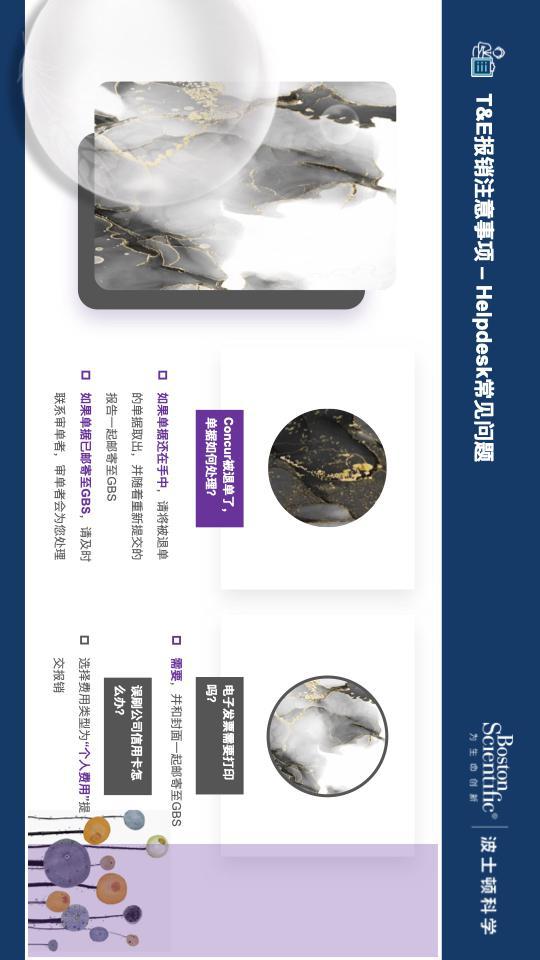 T&E报销注意事项 – Helpdesk常见问题
Boston
Scientific®
为生命创新
波士顿科学
Concur被退单了，
单据如何处理？
如果单据还在手中，请将被退单
的单据取出，并随着重新提交的
报告一起邮寄至GBS
如果单据已邮寄至GBS，请及时
联系审单者，审单者会为您处理
电子发票需要打印
吗？
需要，并和封面一起邮寄至GBS
误刷公司信用卡怎
么办？
选择费用类型为“个人费用”提
交报销